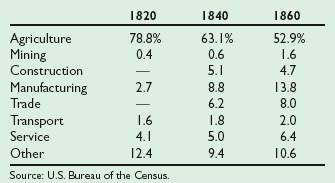 1820 1840 1860
Agriculture 78.8% 63.1% 52.9%
Mining 0.4 0.6 1.6
Construction — 5.1 4.7
Manufacturing 2.7 8.8 13.8
Trade — 6.2 8.0
Transport 1.6 1.8 2.0
Service 4.1 5.0 6.4
Other 12.4 9.4 10.6
Source: U.S. Bureau of the Census.